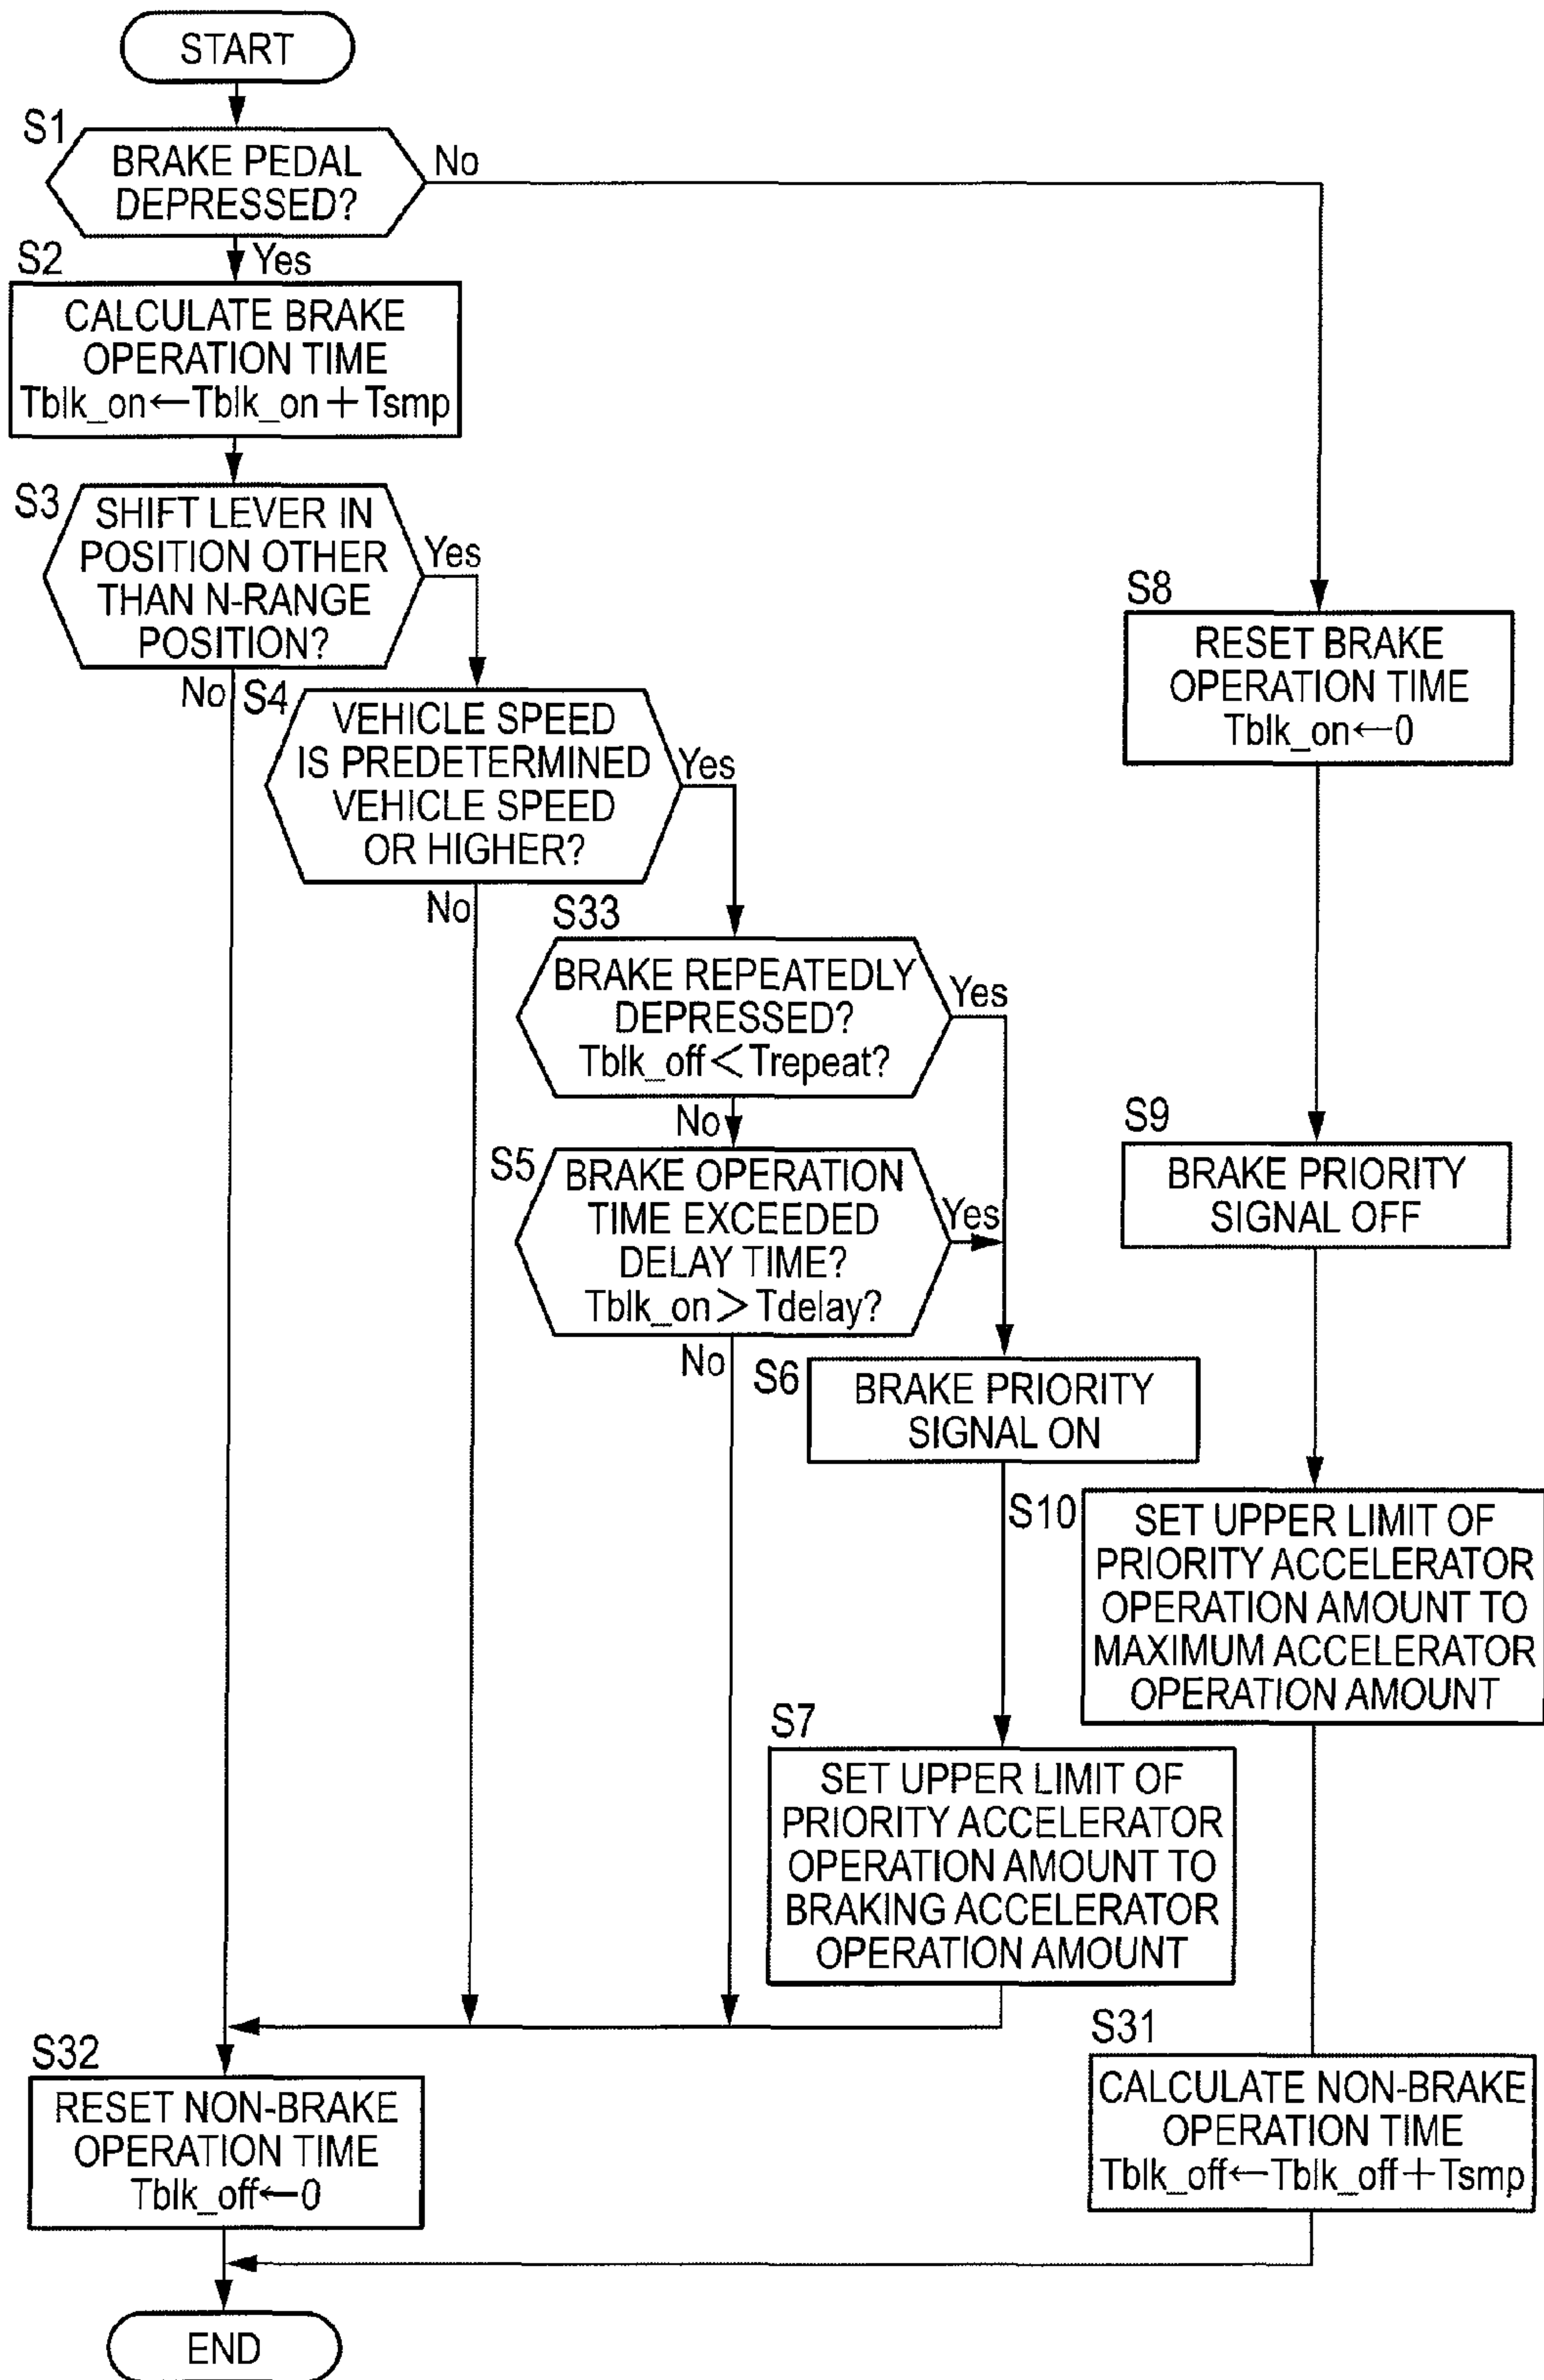 START
S1
BRAKE PEDAL
DEPRESSED?
No
Yes
S2
CALCULATE BRAKE
OPERATION TIME
Tblk_on←Tblk_on+Tsmp
S3
SHIFT LEVER IN
POSITION OTHER
THAN N-RANGE
POSITION?
Yes
No
S4
VEHICLE SPEED
IS PREDETERMINED
VEHICLE SPEED
OR HIGHER?
Yes
No
S33
BRAKE REPEATEDLY
DEPRESSED?
Tblk_off<Trepeat?
Yes
No
S5
BRAKE OPERATION
TIME EXCEEDED
DELAY TIME?
Tblk_on>Tdelay?
Yes
No
S6
BRAKE PRIORITY
SIGNAL ON
S7
SET UPPER LIMIT OF
PRIORITY ACCELERATOR
OPERATION AMOUNT TO
BRAKING ACCELERATOR
OPERATION AMOUNT
S8
RESET BRAKE
OPERATION TIME
Tblk_on←0
S9
BRAKE PRIORITY
SIGNAL OFF
S10
SET UPPER LIMIT OF
PRIORITY ACCELERATOR
OPERATION AMOUNT TO
MAXIMUM ACCELERATOR
OPERATION AMOUNT
S31
CALCULATE NON-BRAKE
OPERATION TIME
Tblk_off←Tblk_off+Tsmp
S32
RESET NON-BRAKE
OPERATION TIME
Tblk_off←0
END